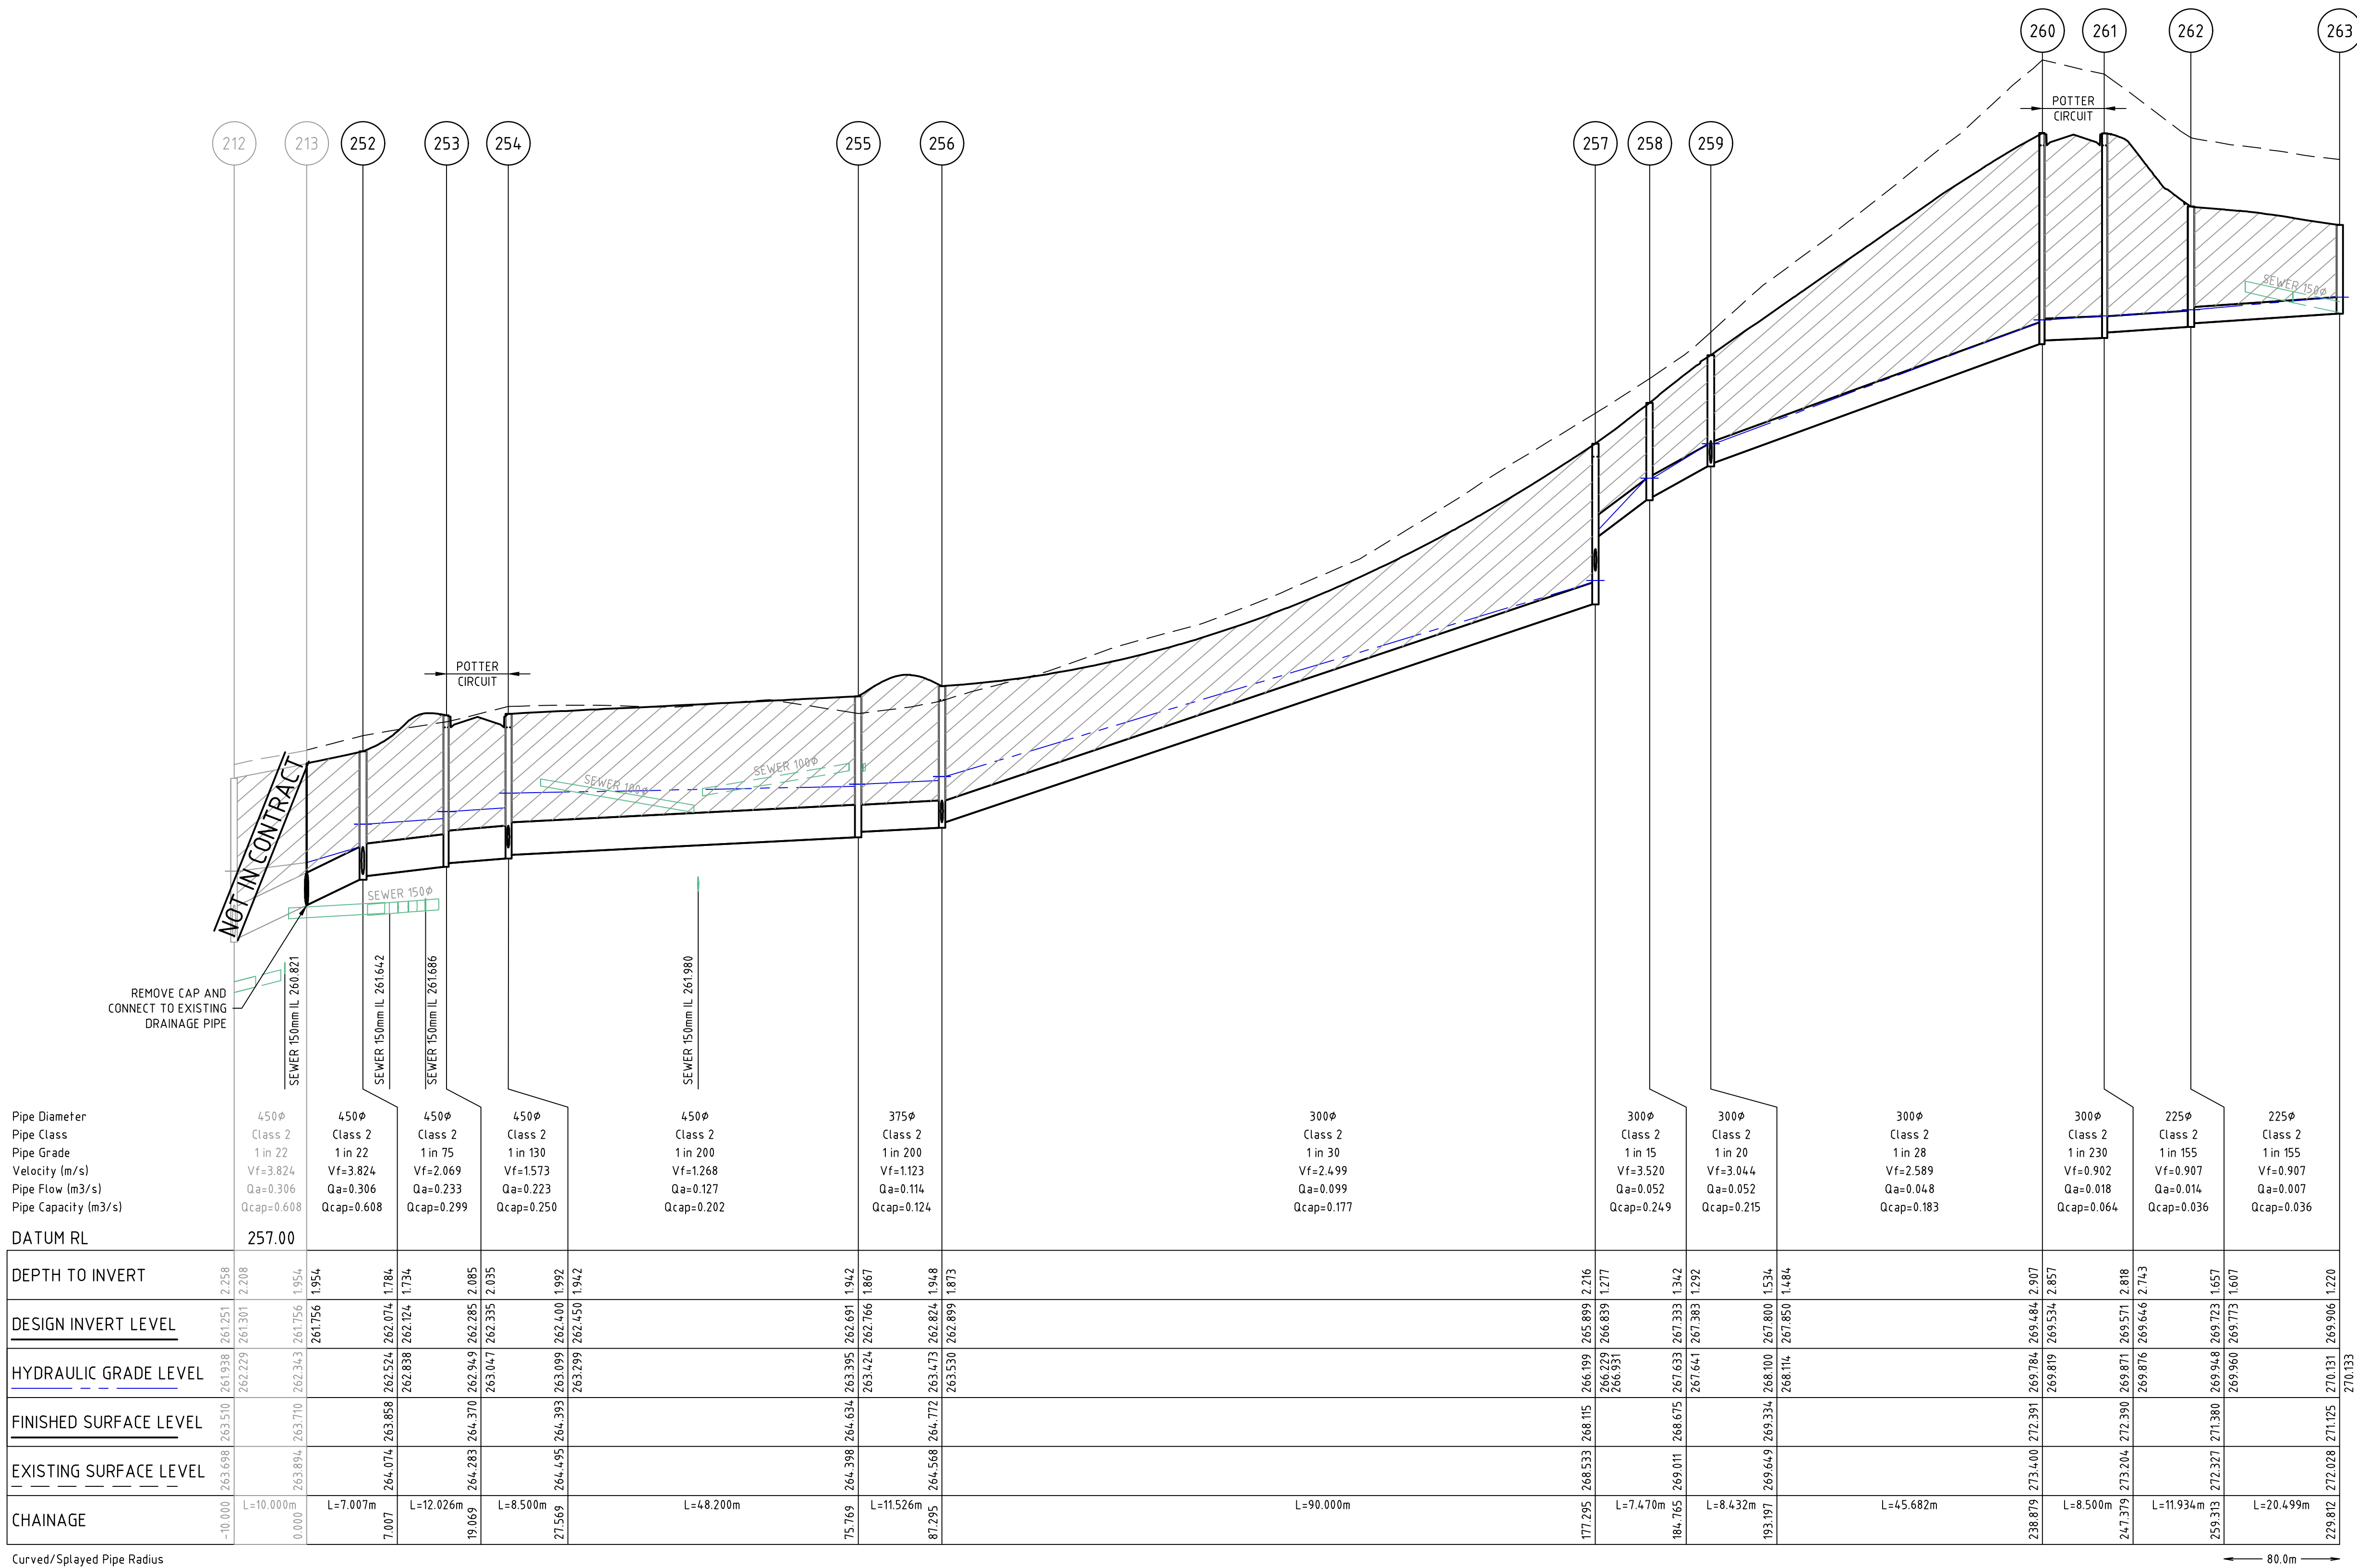 260 261 262 263
POTTER
CIRCUIT
212 213 252 253 254 255 256 257 258 259
SEWER 150ø
POTTER
CIRCUIT
SEWER 100ø
SEWER 100ø
NOT IN CONTRACT
SEWER 150ø
REMOVE CAP AND
CONNECT TO EXISTING
DRAINAGE PIPE
SEWER 150mm IL 260.821
SEWER 150mm IL 261.642
SEWER 150mm IL 261.686
SEWER 150mm IL 261.980
Pipe Diameter 450ø 450ø 450ø 450ø 450ø 375ø 300ø 300ø 300ø 300ø 300ø 225ø 225ø
Pipe Class Class 2 Class 2 Class 2 Class 2 Class 2 Class 2 Class 2 Class 2 Class 2 Class 2 Class 2 Class 2 Class 2
Pipe Grade 1 in 22 1 in 22 1 in 75 1 in 130 1 in 200 1 in 200 1 in 30 1 in 15 1 in 20 1 in 28 1 in 230 1 in 155 1 in 155
Velocity (m/s) Vf=3.824 Vf=3.824 Vf=2.069 Vf=1.573 Vf=1.268 Vf=1.123 Vf=2.499 Vf=3.520 Vf=3.044 Vf=2.589 Vf=0.902 Vf=0.907 Vf=0.907
Pipe Flow (m3/s) Qa=0.306 Qa=0.306 Qa=0.233 Qa=0.223 Qa=0.127 Qa=0.114 Qa=0.099 Qa=0.052 Qa=0.052 Qa=0.048 Qa=0.018 Qa=0.014 Qa=0.007
Pipe Capacity (m3/s) Qcap=0.608 Qcap=0.608 Qcap=0.299 Qcap=0.250 Qcap=0.202 Qcap=0.124 Qcap=0.177 Qcap=0.249 Qcap=0.215 Qcap=0.183 Qcap=0.064 Qcap=0.036 Qcap=0.036
DATUM RL 257.00
DEPTH TO INVERT 2.258 2.208 1.954 1.954 1.784 1.734 2.085 2.035 1.992 1.942 1.942 1.867 1.948 1.873 2.216 1.277 1.342 1.292 1.534 1.484 2.907 2.857 2.818 2.743 1.657 1.607 1.220
DESIGN INVERT LEVEL 261.251 261.301 261.756 261.756 262.074 262.124 262.285 262.335 262.400 262.450 262.691 262.766 262.824 262.899 265.899 266.839 267.333 267.383 267.800 267.850 269.484 269.534 269.571 269.646 269.723 269.773 269.906
HYDRAULIC GRADE LEVEL 261.938 262.229 262.343 262.524 262.838 262.949 263.047 263.099 263.299 263.395 263.424 263.473 263.530 266.199 266.229 266.931 267.633 267.641 268.100 268.114 269.784 269.819 269.871 269.876 269.948 269.960 270.131 270.133
FINISHED SURFACE LEVEL 263.510 263.710 263.858 264.370 264.393 264.634 264.772 268.115 268.675 269.334 272.391 272.390 271.380 271.125
EXISTING SURFACE LEVEL 263.698 263.894 264.074 264.283 264.495 264.398 264.568 268.533 269.011 269.649 273.400 273.204 272.327 272.028
CHAINAGE -10.000 L=10.000m 0.000 L=7.007m 7.007 L=12.026m 19.069 L=8.500m 27.569 L=48.200m 75.769 L=11.526m 87.295 L=90.000m 177.295 L=7.470m 184.765 L=8.432m 193.197 L=45.682m 238.879 L=8.500m 247.379 L=11.934m 259.313 L=20.499m 229.812
Curved/Splayed Pipe Radius 80.0m